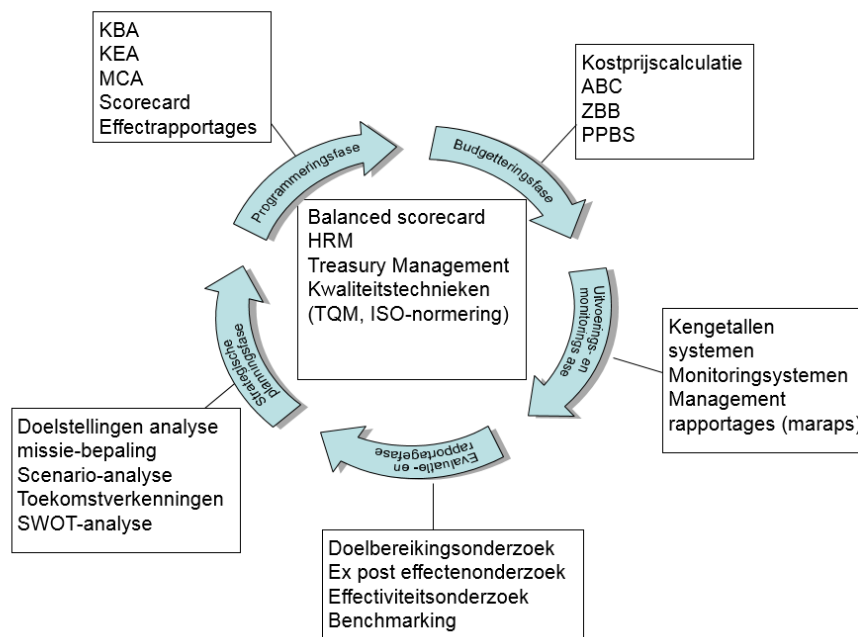 KBA
KEA
MCA
Scorecard
Effectrapportages
Kostprijscalculatie
ABC
ZBB
PPBS
Programmeringsfase
Budgetteringsfase
Balanced scorecard
HRM
Treasury Management
Kwaliteitstechnieken
(TQM, ISO-normering)
Uitvoerings- en
monitorings ase
Kengetallen
systemen
Monitoringsystemen
Management
rapportages (maraps)
Strategische
planningsfase
Doelstellingen analyse
missie-bepaling
Scenario-analyse
Toekomstverkenningen
SWOT-analyse
Evaluatie- en
rapportagefase
Doelbereikingsonderzoek
Ex post effectenonderzoek
Effectiviteitsonderzoek
Benchmarking